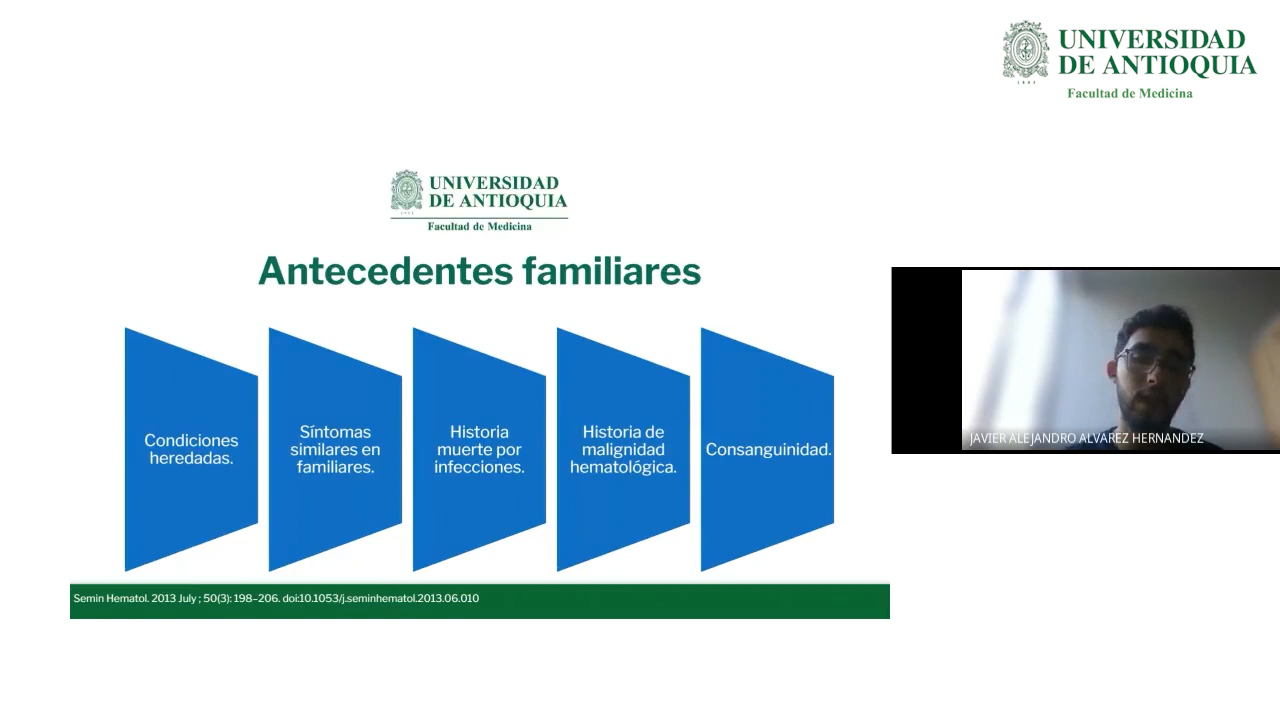 UNIVERSIDAD
DE ANTIOQUIA
1803
Facultad de Medicina
UNIVERSIDAD
DE ANTIOQUIA
1803
Facultad de Medicina
Antecedentes familiares
Condiciones
heredadas.
Síntomas
similares en
familiares.
Historia
muerte por
infecciones.
Historia de
malignidad
hematológica.
Consanguinidad.
Semin Hematol. 2013 July ; 50(3): 198–206. doi:10.1053/j.seminhematol.2013.06.010
JAVIER ALEJANDRO ALVAREZ HERNANDEZ